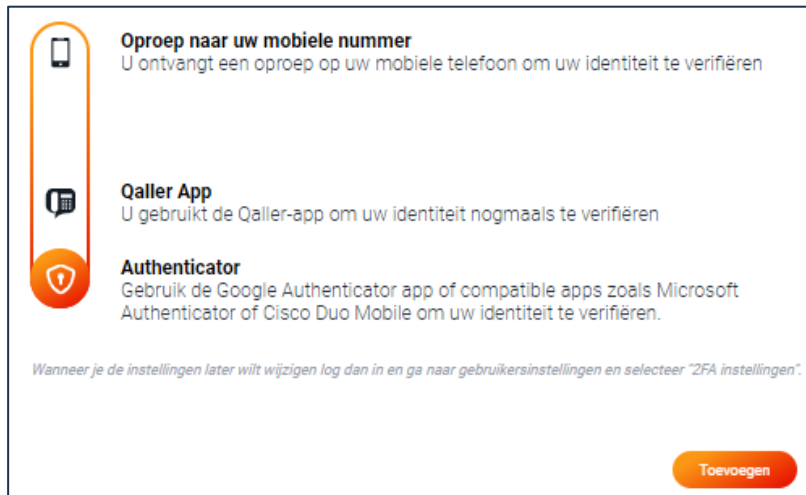 Oproep naar uw mobiele nummer
U ontvangt een oproep op uw mobiele telefoon om uw identiteit te verifiëren
Qaller App
U gebruikt de Qaller-app om uw identiteit nogmaals te verifiëren
Authenticator
Gebruik de Google Authenticator app of compatible apps zoals Microsoft
Authenticator of Cisco Duo Mobile om uw identiteit te verifiëren.
Wanneer je de instellingen later wilt wijzigen log dan in en ga naar gebruikersinstellingen en selecteer "2FA instellingen".
Toevoegen